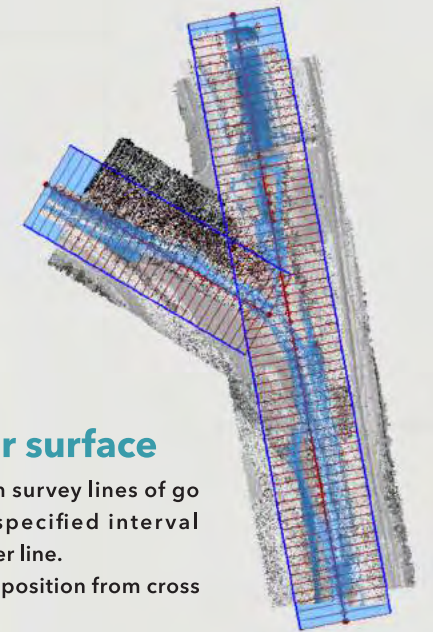 r surface
n survey lines of go
specified interval
er line.
position from cross